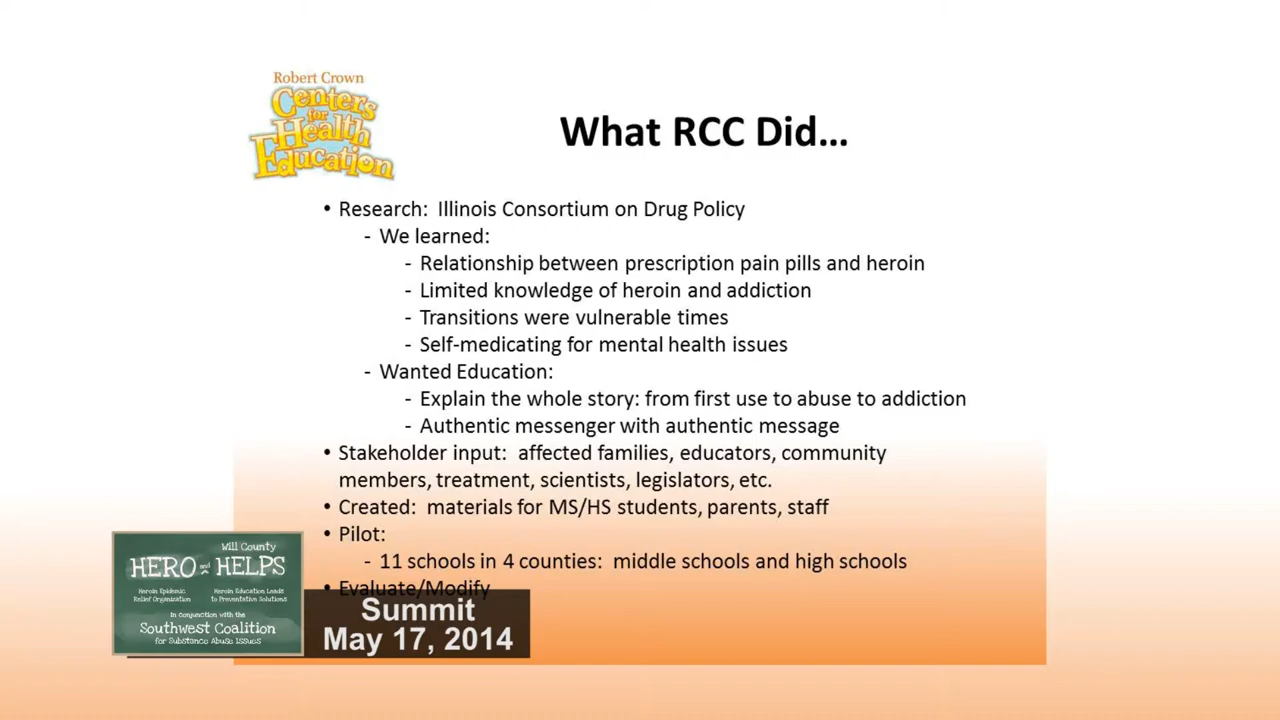 Robert Crown
Centers
for
Health
Education
What RCC Did...
• Research: Illinois Consortium on Drug Policy
- We learned:
- Relationship between prescription pain pills and heroin
- Limited knowledge of heroin and addiction
- Transitions were vulnerable times
- Self-medicating for mental health issues
- Wanted Education:
- Explain the whole story: from first use to abuse to addiction
- Authentic messenger with authentic message
• Stakeholder input: affected families, educators, community
members, treatment, scientists, legislators, etc.
• Created: materials for MS/HS students, parents, staff
• Pilot:
- 11 schools in 4 counties: middle schools and high schools
• Evaluate/Modify
Will County
HERO and HELPS
Heroin Epidemic Heroin Education Leads
Relief Organization to Preventative Solutions
In conjunction with the
Southwest Coalition
for Substance Abuse Issues
Summit
May 17, 2014